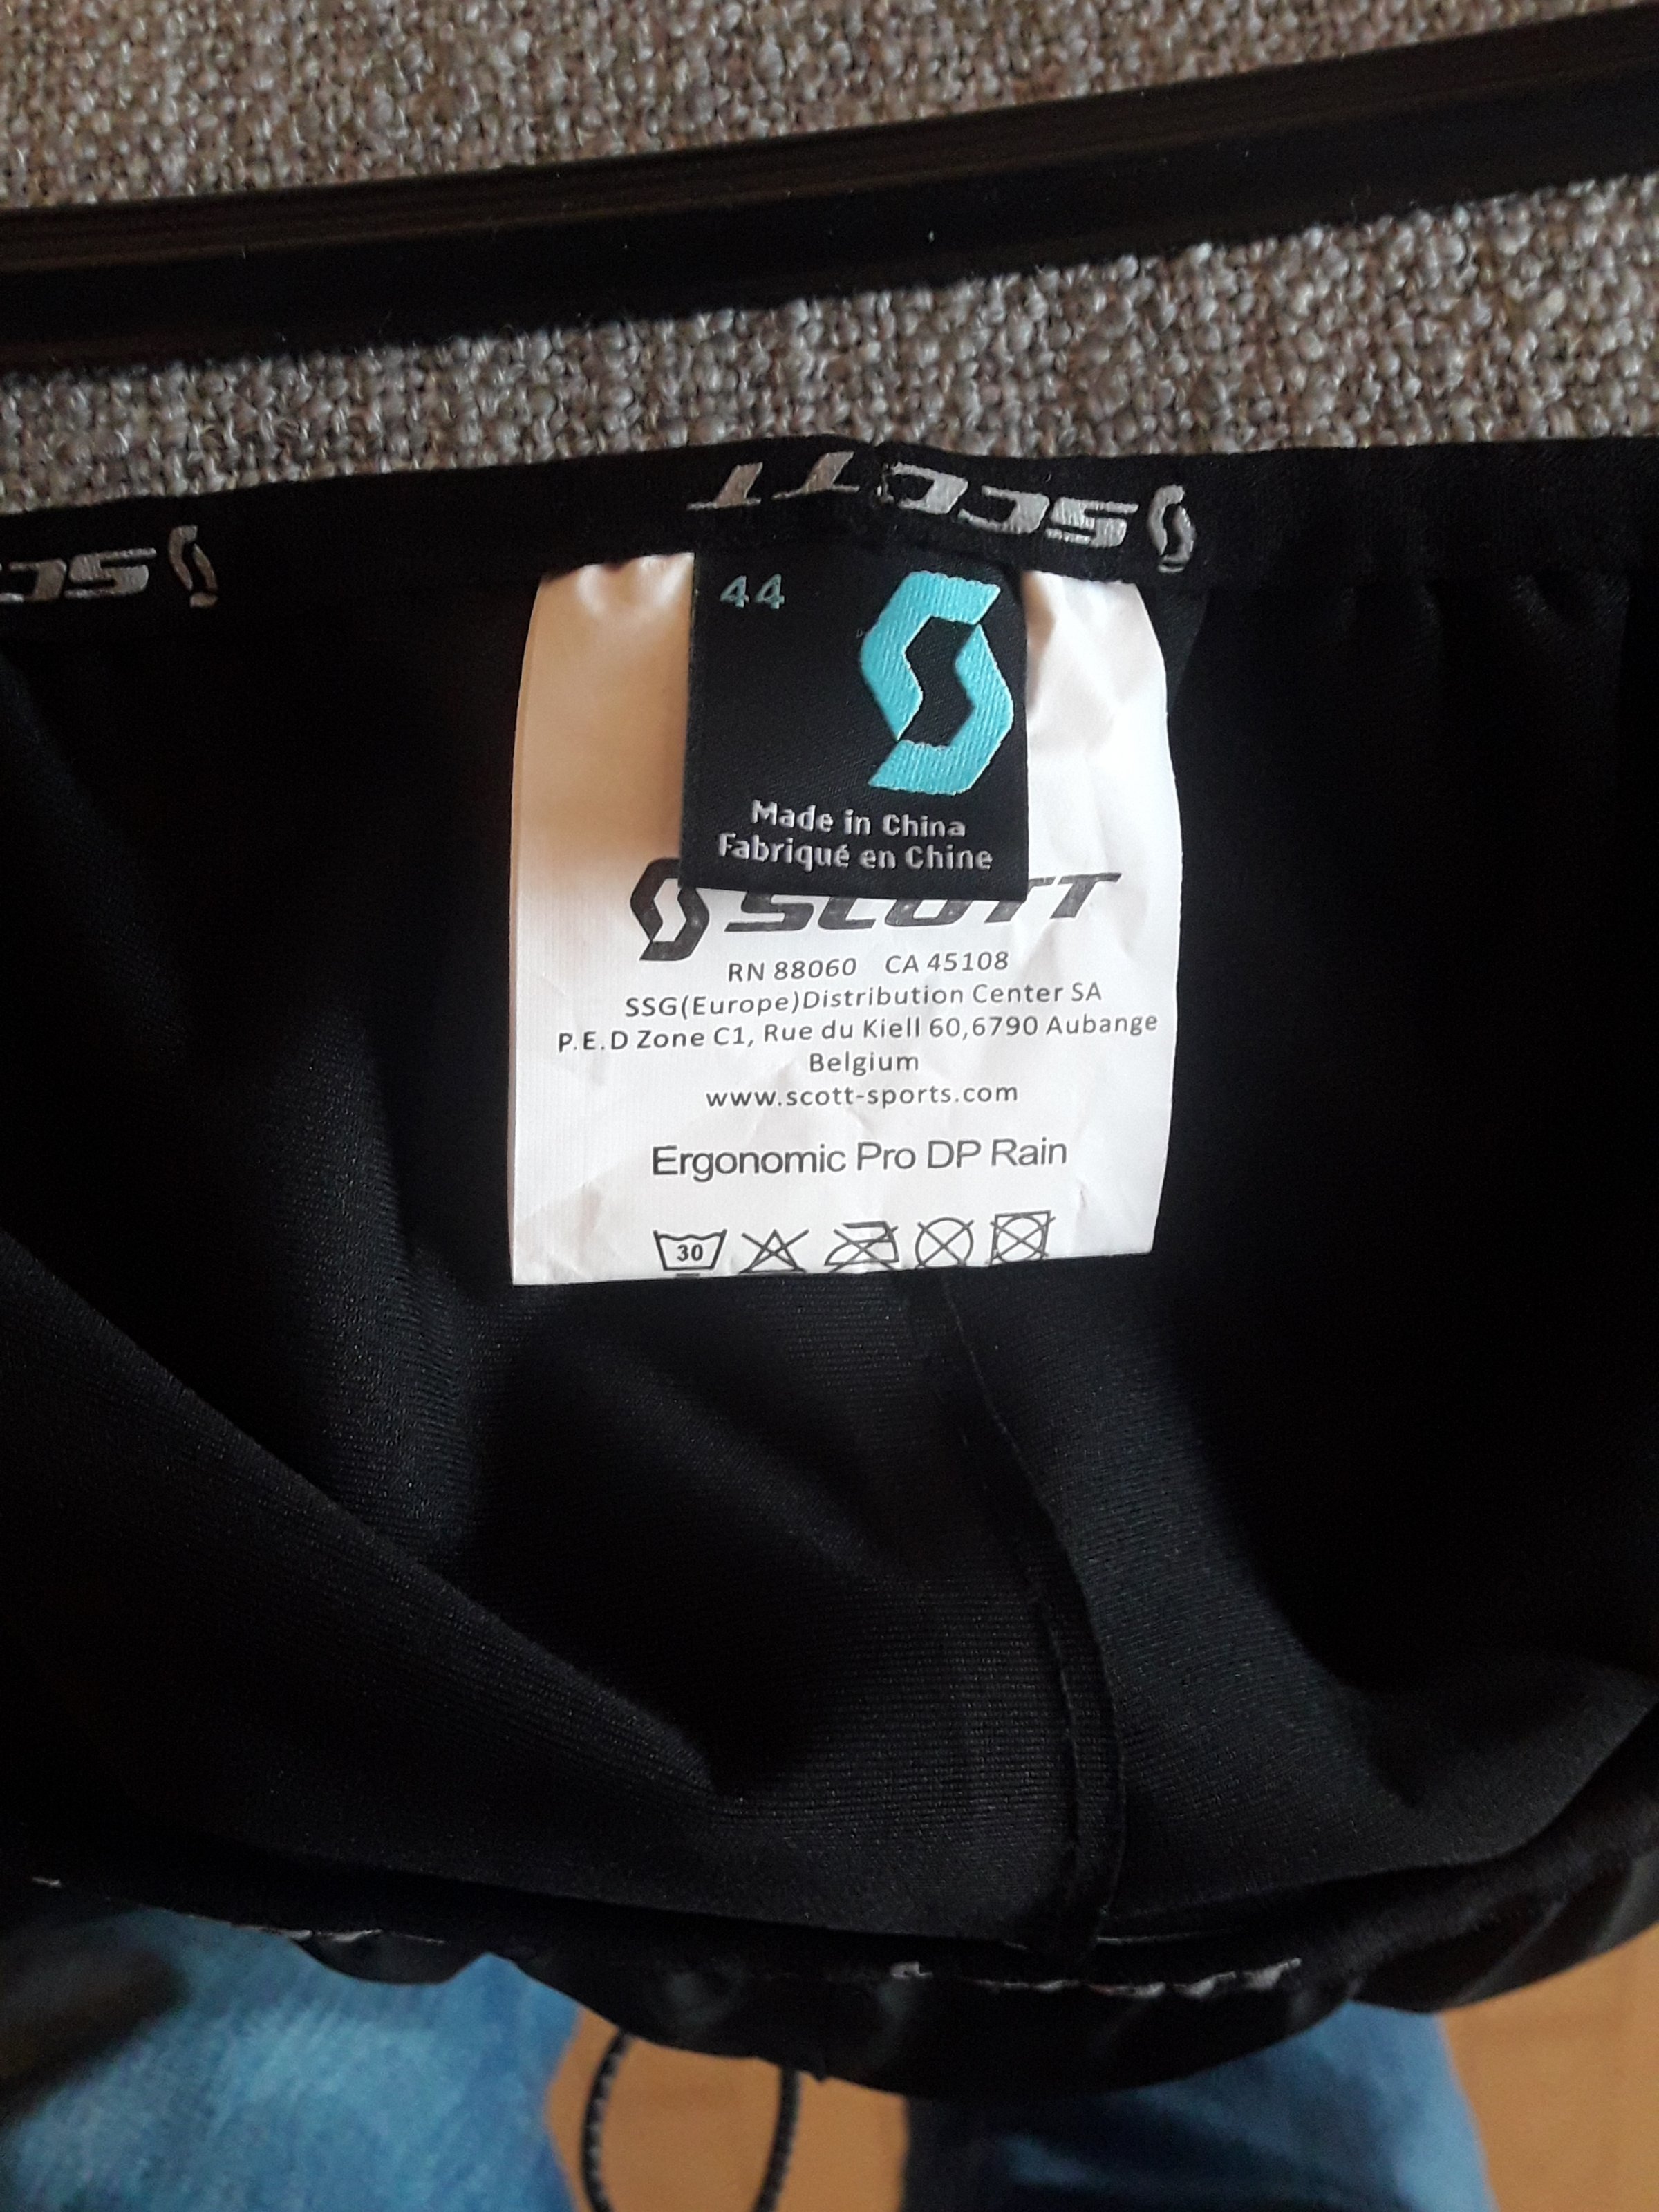 SCOTT
SC
44
Made in China
Fabriqué en Chine
SCOTT
RN 88060 CA 45108
SSG(Europe)Distribution Center SA
P.E.D Zone C1, Rue du Kiell 60,6790 Aubange
Belgium
www.scott-sports.com
Ergonomic Pro DP Rain
30